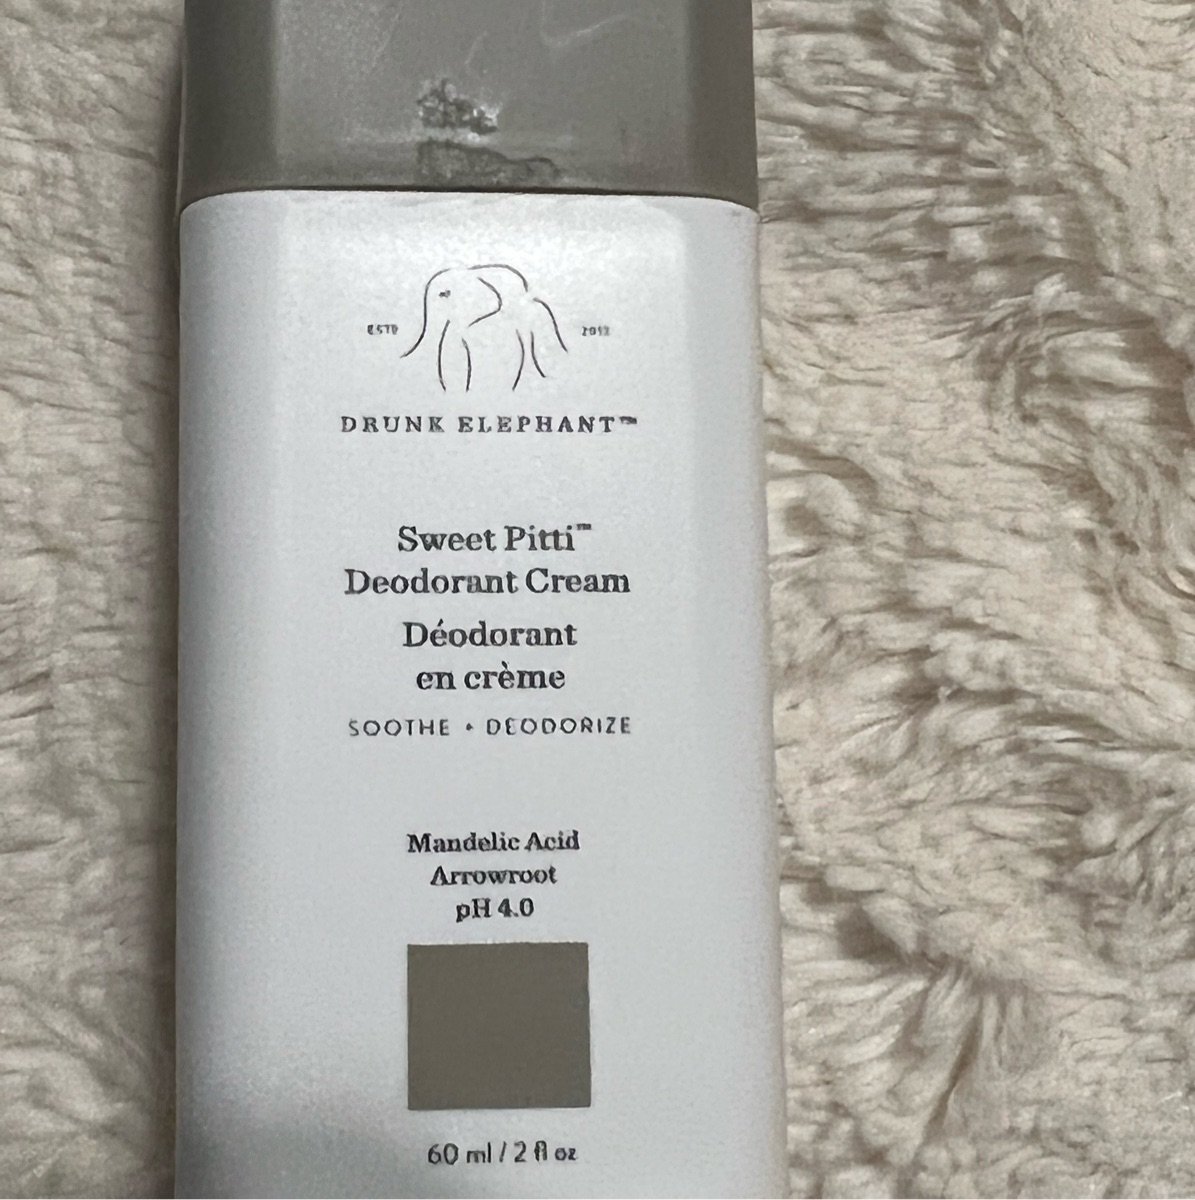 ESTD 2012
DRUNK ELEPHANT™
Sweet Pitti™
Deodorant Cream
Déodorant
en crème
SOOTHE • DEODORIZE
Mandelic Acid
Arrowroot
pH 4.0
60 ml / 2 fl oz